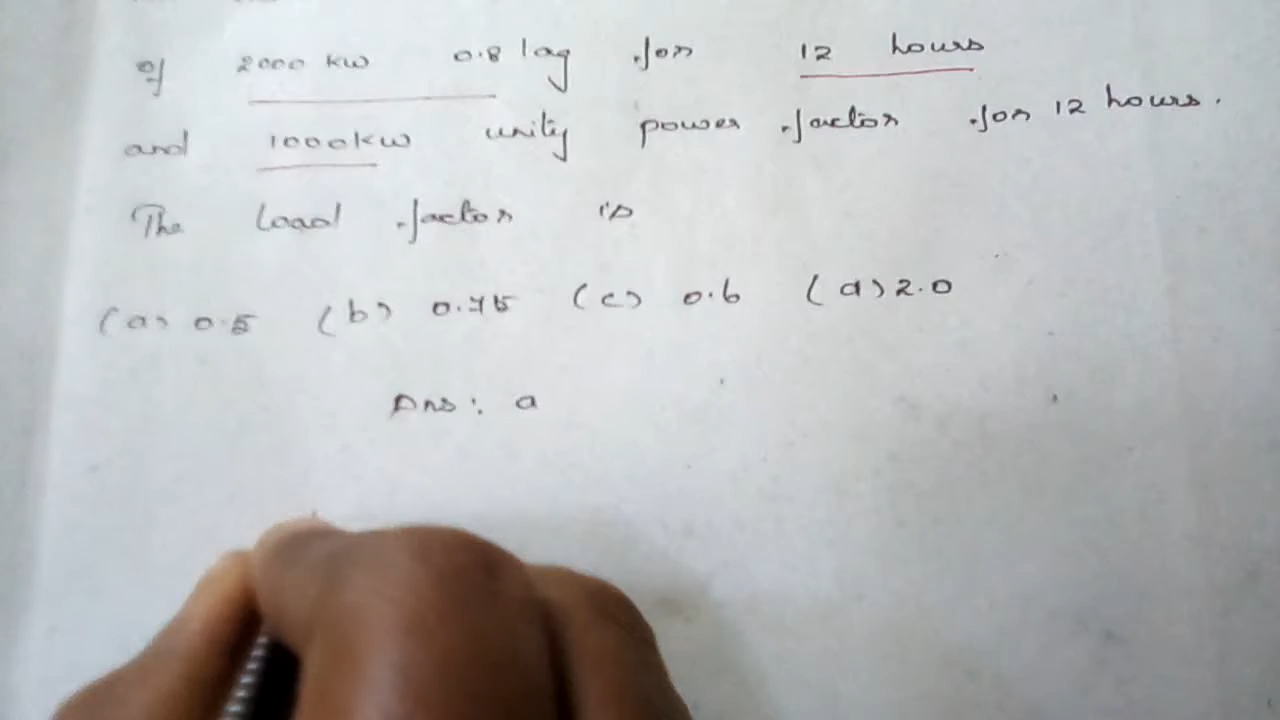 of 2000 kw 0.8 lag for 12 hours
and 1000kw unity power factor for 12 hours.
The Load factor is
(a) 0.5 (b) 0.75 (c) 0.6 (d) 2.0
Ans: a